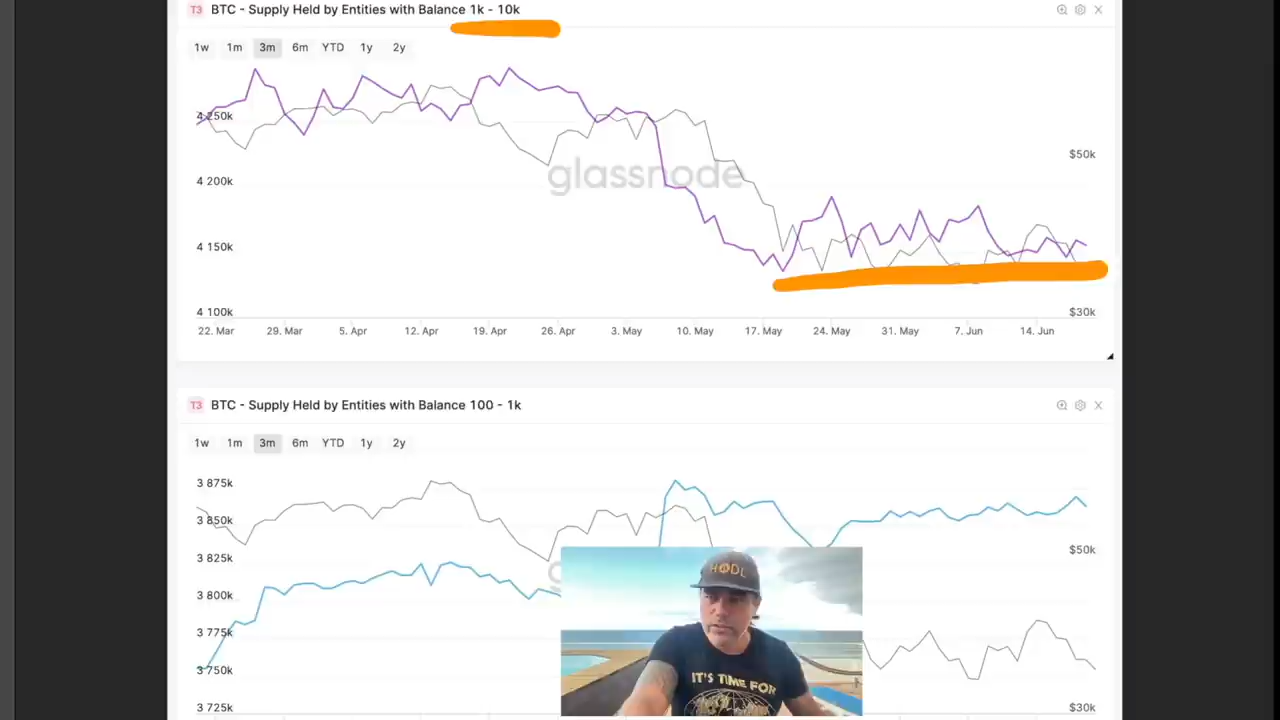 T3 BTC - Supply Held by Entities with Balance 1k - 10k
1w 1m 3m 6m YTD 1y 2y
4 250k
4 200k
4 150k
4 100k
$50k
$30k
glassnode
22. Mar 29. Mar 5. Apr 12. Apr 19. Apr 26. Apr 3. May 10. May 17. May 24. May 31. May 7. Jun 14. Jun
T3 BTC - Supply Held by Entities with Balance 100 - 1k
1w 1m 3m 6m YTD 1y 2y
3 875k
3 850k
3 825k
3 800k
3 775k
3 750k
3 725k
$50k
$30k
HODL
IT'S TIME FOR